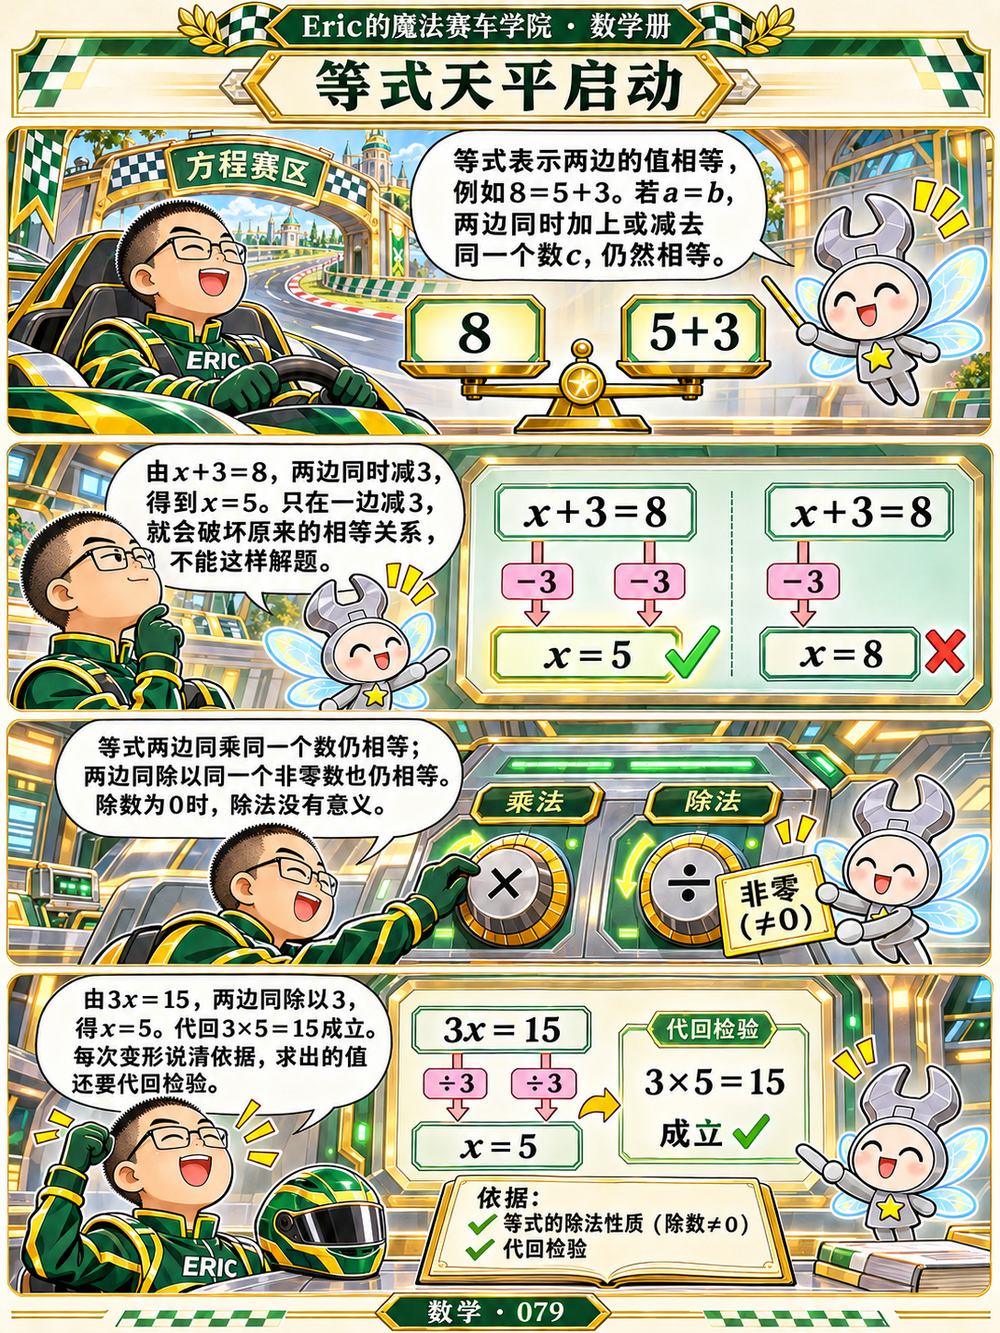 Eric的魔法赛车学院 · 数学册
等式天平启动
方程赛区
等式表示两边的值相等，
例如8=5+3。若a=b，
两边同时加上或减去
同一个数c，仍然相等。
ERIC
8
5+3
由x+3=8，两边同时减3，
得到x=5。只在一边减3，
就会破坏原来的相等关系，
不能这样解题。
x+3=8
−3 −3
x=5
x+3=8
−3
x=8
等式两边同乘同一个数仍相等；
两边同除以同一个非零数也仍相等。
除数为0时，除法没有意义。
乘法
×
除法
÷
非零
(≠0)
由3x=15，两边同除以3，
得x=5。代回3×5=15成立。
每次变形说清依据，求出的值
还要代回检验。
ERIC
3x=15
÷3 ÷3
x=5
代回检验
3×5=15
成立 ✓
依据：
✓ 等式的除法性质（除数≠0）
✓ 代回检验
数学 · 079